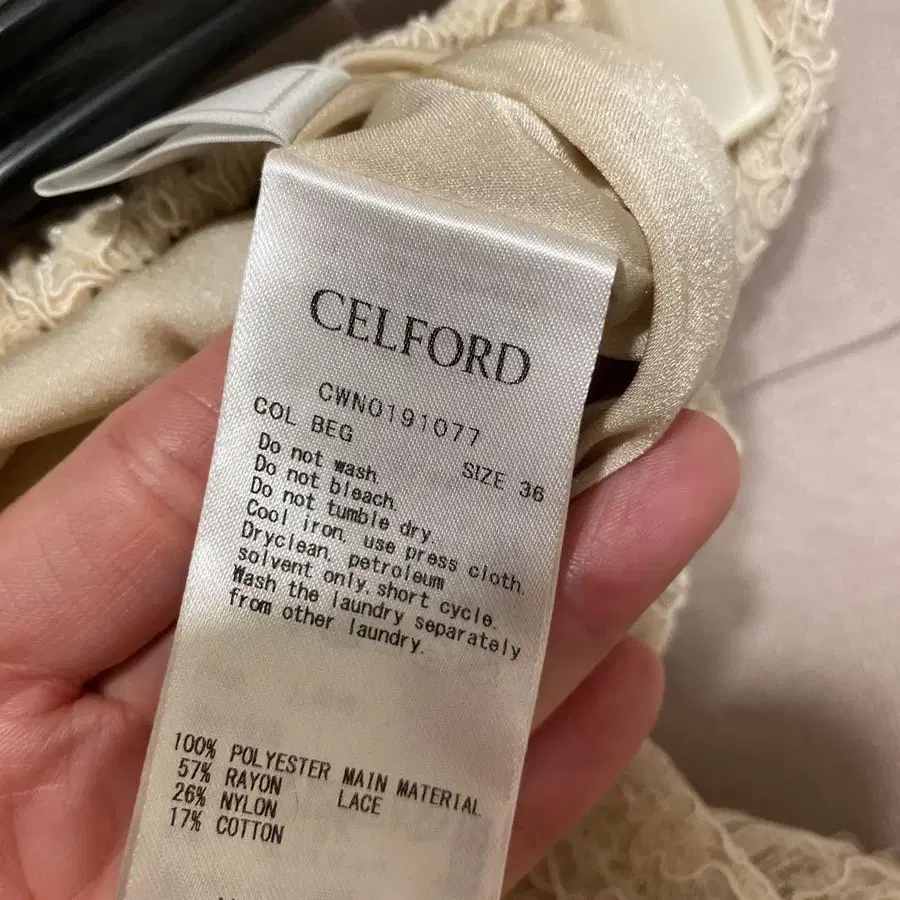 CELFORD
CWNO191077
COL BEG
SIZE 36
Do not wash
Do not bleach.
Do not tumble dry.
Cool iron, use press cloth.
Dryclean, petroleum
solvent only, short cycle.
Wash the laundry separately
from other laundry.
100% POLYESTER MAIN MATERIAL
57% RAYON LACE
26% NYLON
17% COTTON